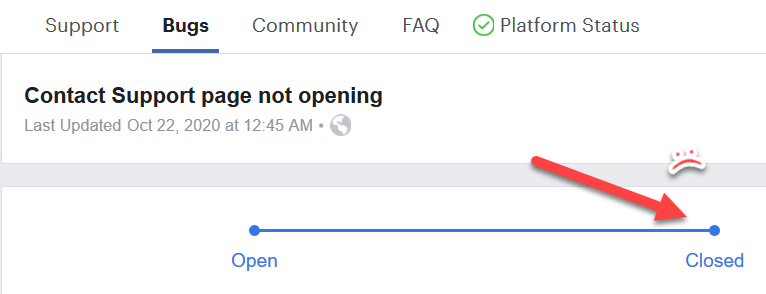 Support Bugs Community FAQ Platform Status
Contact Support page not opening
Last Updated Oct 22, 2020 at 12:45 AM •
Open Closed